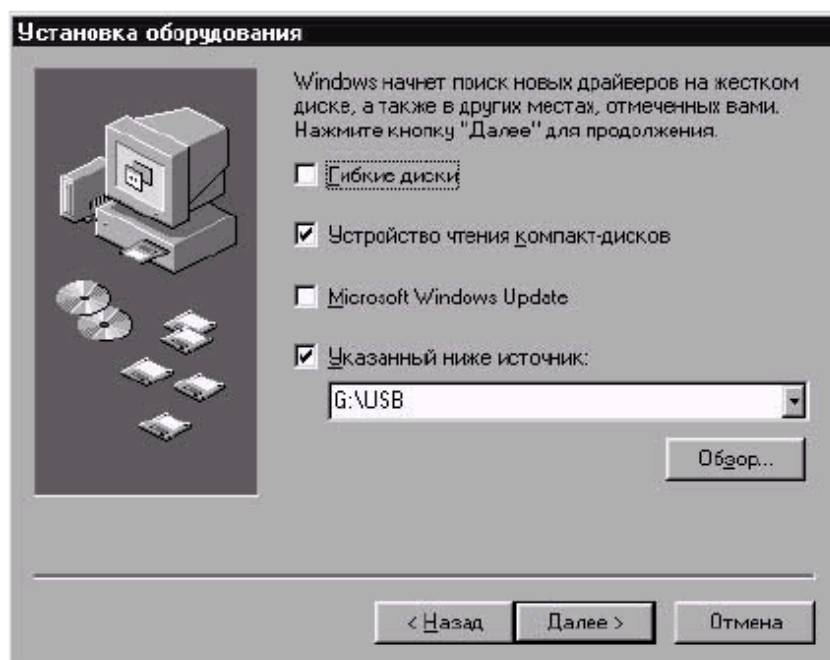 Установка оборудования
Windows начнет поиск новых драйверов на жестком
диске, а также в других местах, отмеченных вами.
Нажмите кнопку "Далее" для продолжения.
Гибкие диски
Устройство чтения компакт-дисков
Microsoft Windows Update
Указанный ниже источник:
G:\USB
Обзор...
< Назад
Далее >
Отмена